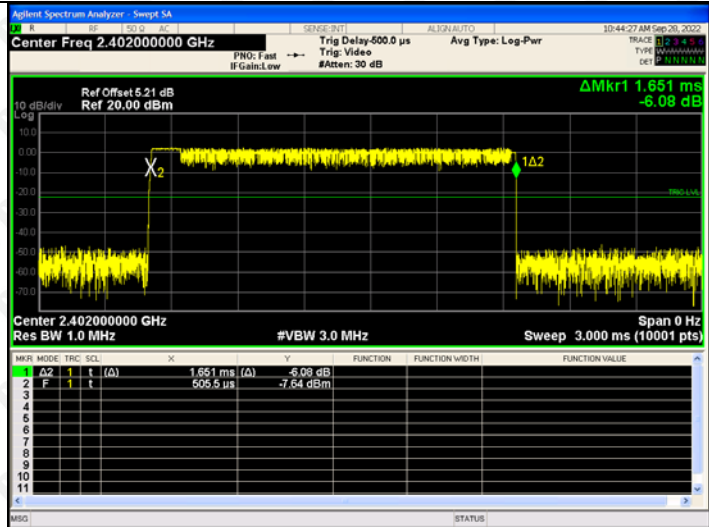 Agilent Spectrum Analyzer - Swept SA
R RF 50 Ω AC SENSE:INT ALIGN AUTO 10:44:27 AM Sep 20, 2022
Center Freq 2.402000000 GHz Trig Delay-500.0 µs Avg Type: Log-Pwr TRACE 1 2 3 4 5 6
PNO: Fast Trig: Video TYPE
IFGain:Low #Atten: 30 dB DET P N N N N N
ΔMkr1 1.651 ms
Ref Offset 5.21 dB -6.08 dB
10 dB/div Ref 20.00 dBm
Log
10.0
0.00
X2 1Δ2
-10.0
-20.0 TRIG LVL
-30.0
-40.0
-50.0
-60.0
-70.0
Center 2.402000000 GHz Span 0 Hz
Res BW 1.0 MHz #VBW 3.0 MHz Sweep 3.000 ms (10001 pts)
MKR MODE TRC SCL X Y FUNCTION FUNCTION WIDTH FUNCTION VALUE
1 Δ2 1 t (Δ) 1.651 ms (Δ) -6.08 dB
2 F 1 t 505.5 µs -7.64 dBm
3
4
5
6
7
8
9
10
11
MSG STATUS